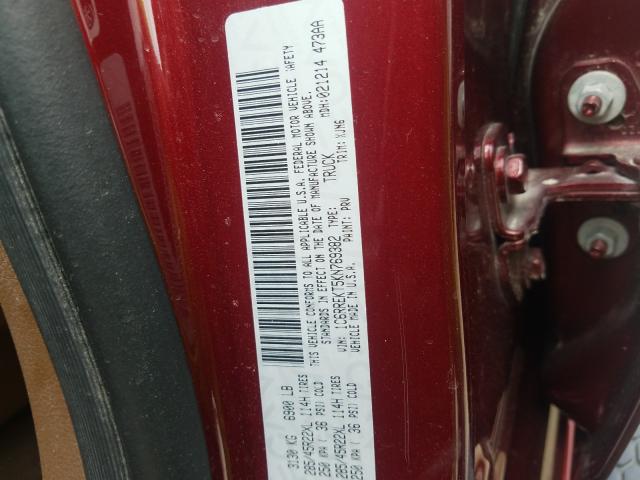 3130 KG 6900 LB
285/45R22XL 114H TIRES
250 KPA / 36 PSI) COLD
285/45R22XL 114H TIRES
250 KPA / 36 PSI) COLD
THIS VEHICLE CONFORMS TO ALL APPLICABLE U.S.A. FEDERAL MOTOR VEHICLE SAFETY
STANDARDS IN EFFECT ON THE DATE OF MANUFACTURE SHOWN ABOVE.
VIN: 1C6RREKT5KN769382 TYPE: TRUCK MDH:021214 473AA
VEHICLE MADE IN U.S.A. PAINT: PRV TRIM: XJM6